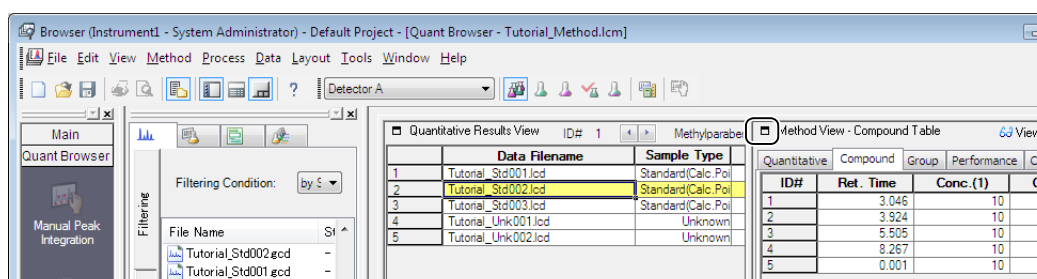 Browser (Instrument1 - System Administrator) - Default Project - [Quant Browser - Tutorial_Method.lcm]
File Edit View Method Process Data Layout Tools Window Help
? Detector A
Main
Quant Browser
Manual Peak
Integration
Filtering
Filtering Condition:
File Name
Tutorial_Std002.gcd -
Tutorial_Std001.gcd -
Quantitative Results View ID# 1
Data Filename Sample Type
1 Tutorial_Std001.lcd Standard(Calc.Poi
2 Tutorial_Std002.lcd Standard(Calc.Poi
3 Tutorial_Std003.lcd Standard(Calc.Poi
4 Tutorial_Unk001.lcd Unknown
5 Tutorial_Unk002.lcd Unknown
Method View - Compound Table View
Quantitative Compound Group Performance
ID# Ret. Time Conc.(1)
1 3.046 10
2 3.924 10
3 5.505 10
4 8.267 10
5 0.001 10